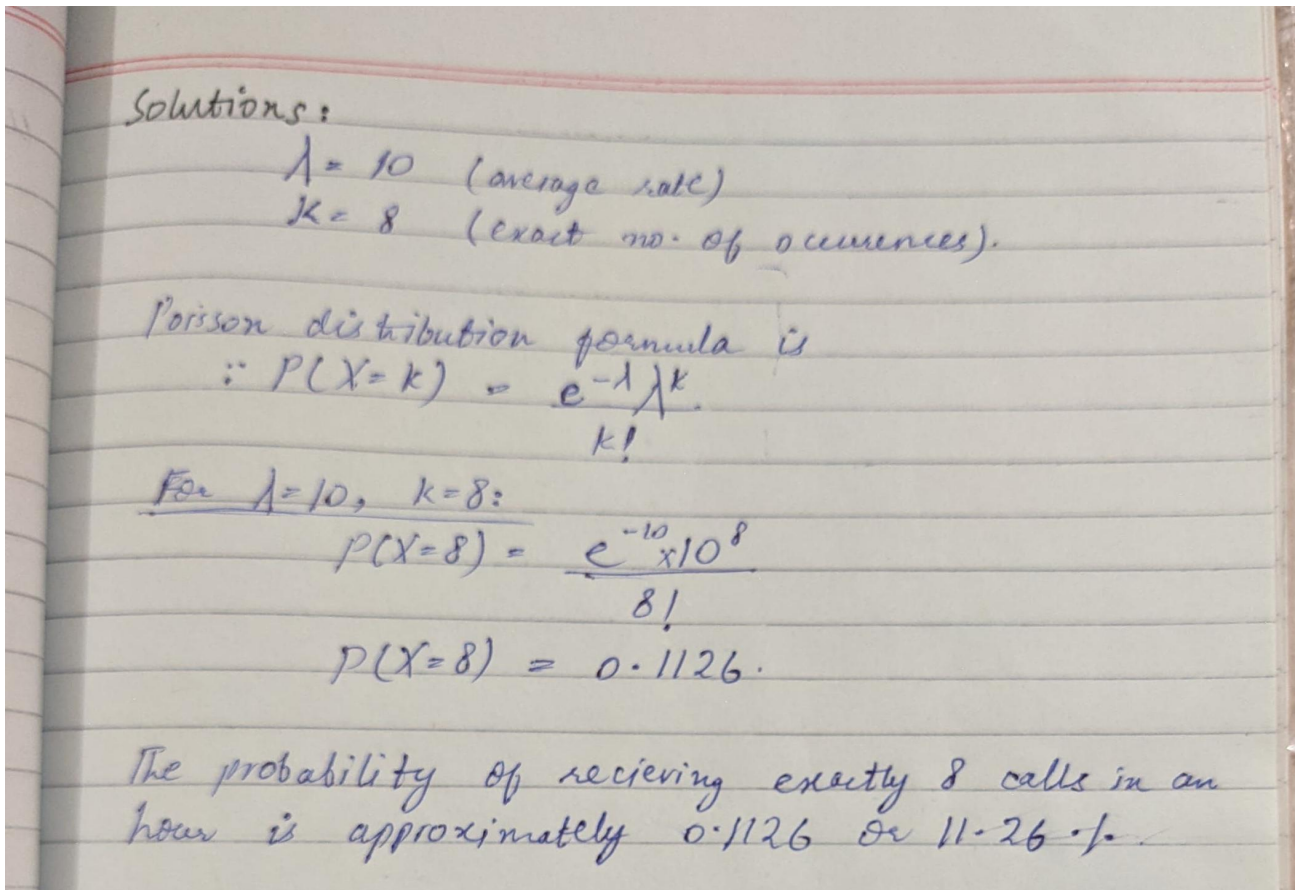 Solutions:
λ = 10 (average rate)
K = 8 (exact no. of ocurrences).
Poisson distribution formula is
∵ P(X=k) = e^-λ λ^k
k!
For λ=10, k=8:
P(X=8) = e^-10 x10^8
8!
P(X=8) = 0.1126.
The probability of recieving exactly 8 calls in an
hour is approximately 0.1126 or 11.26 %.